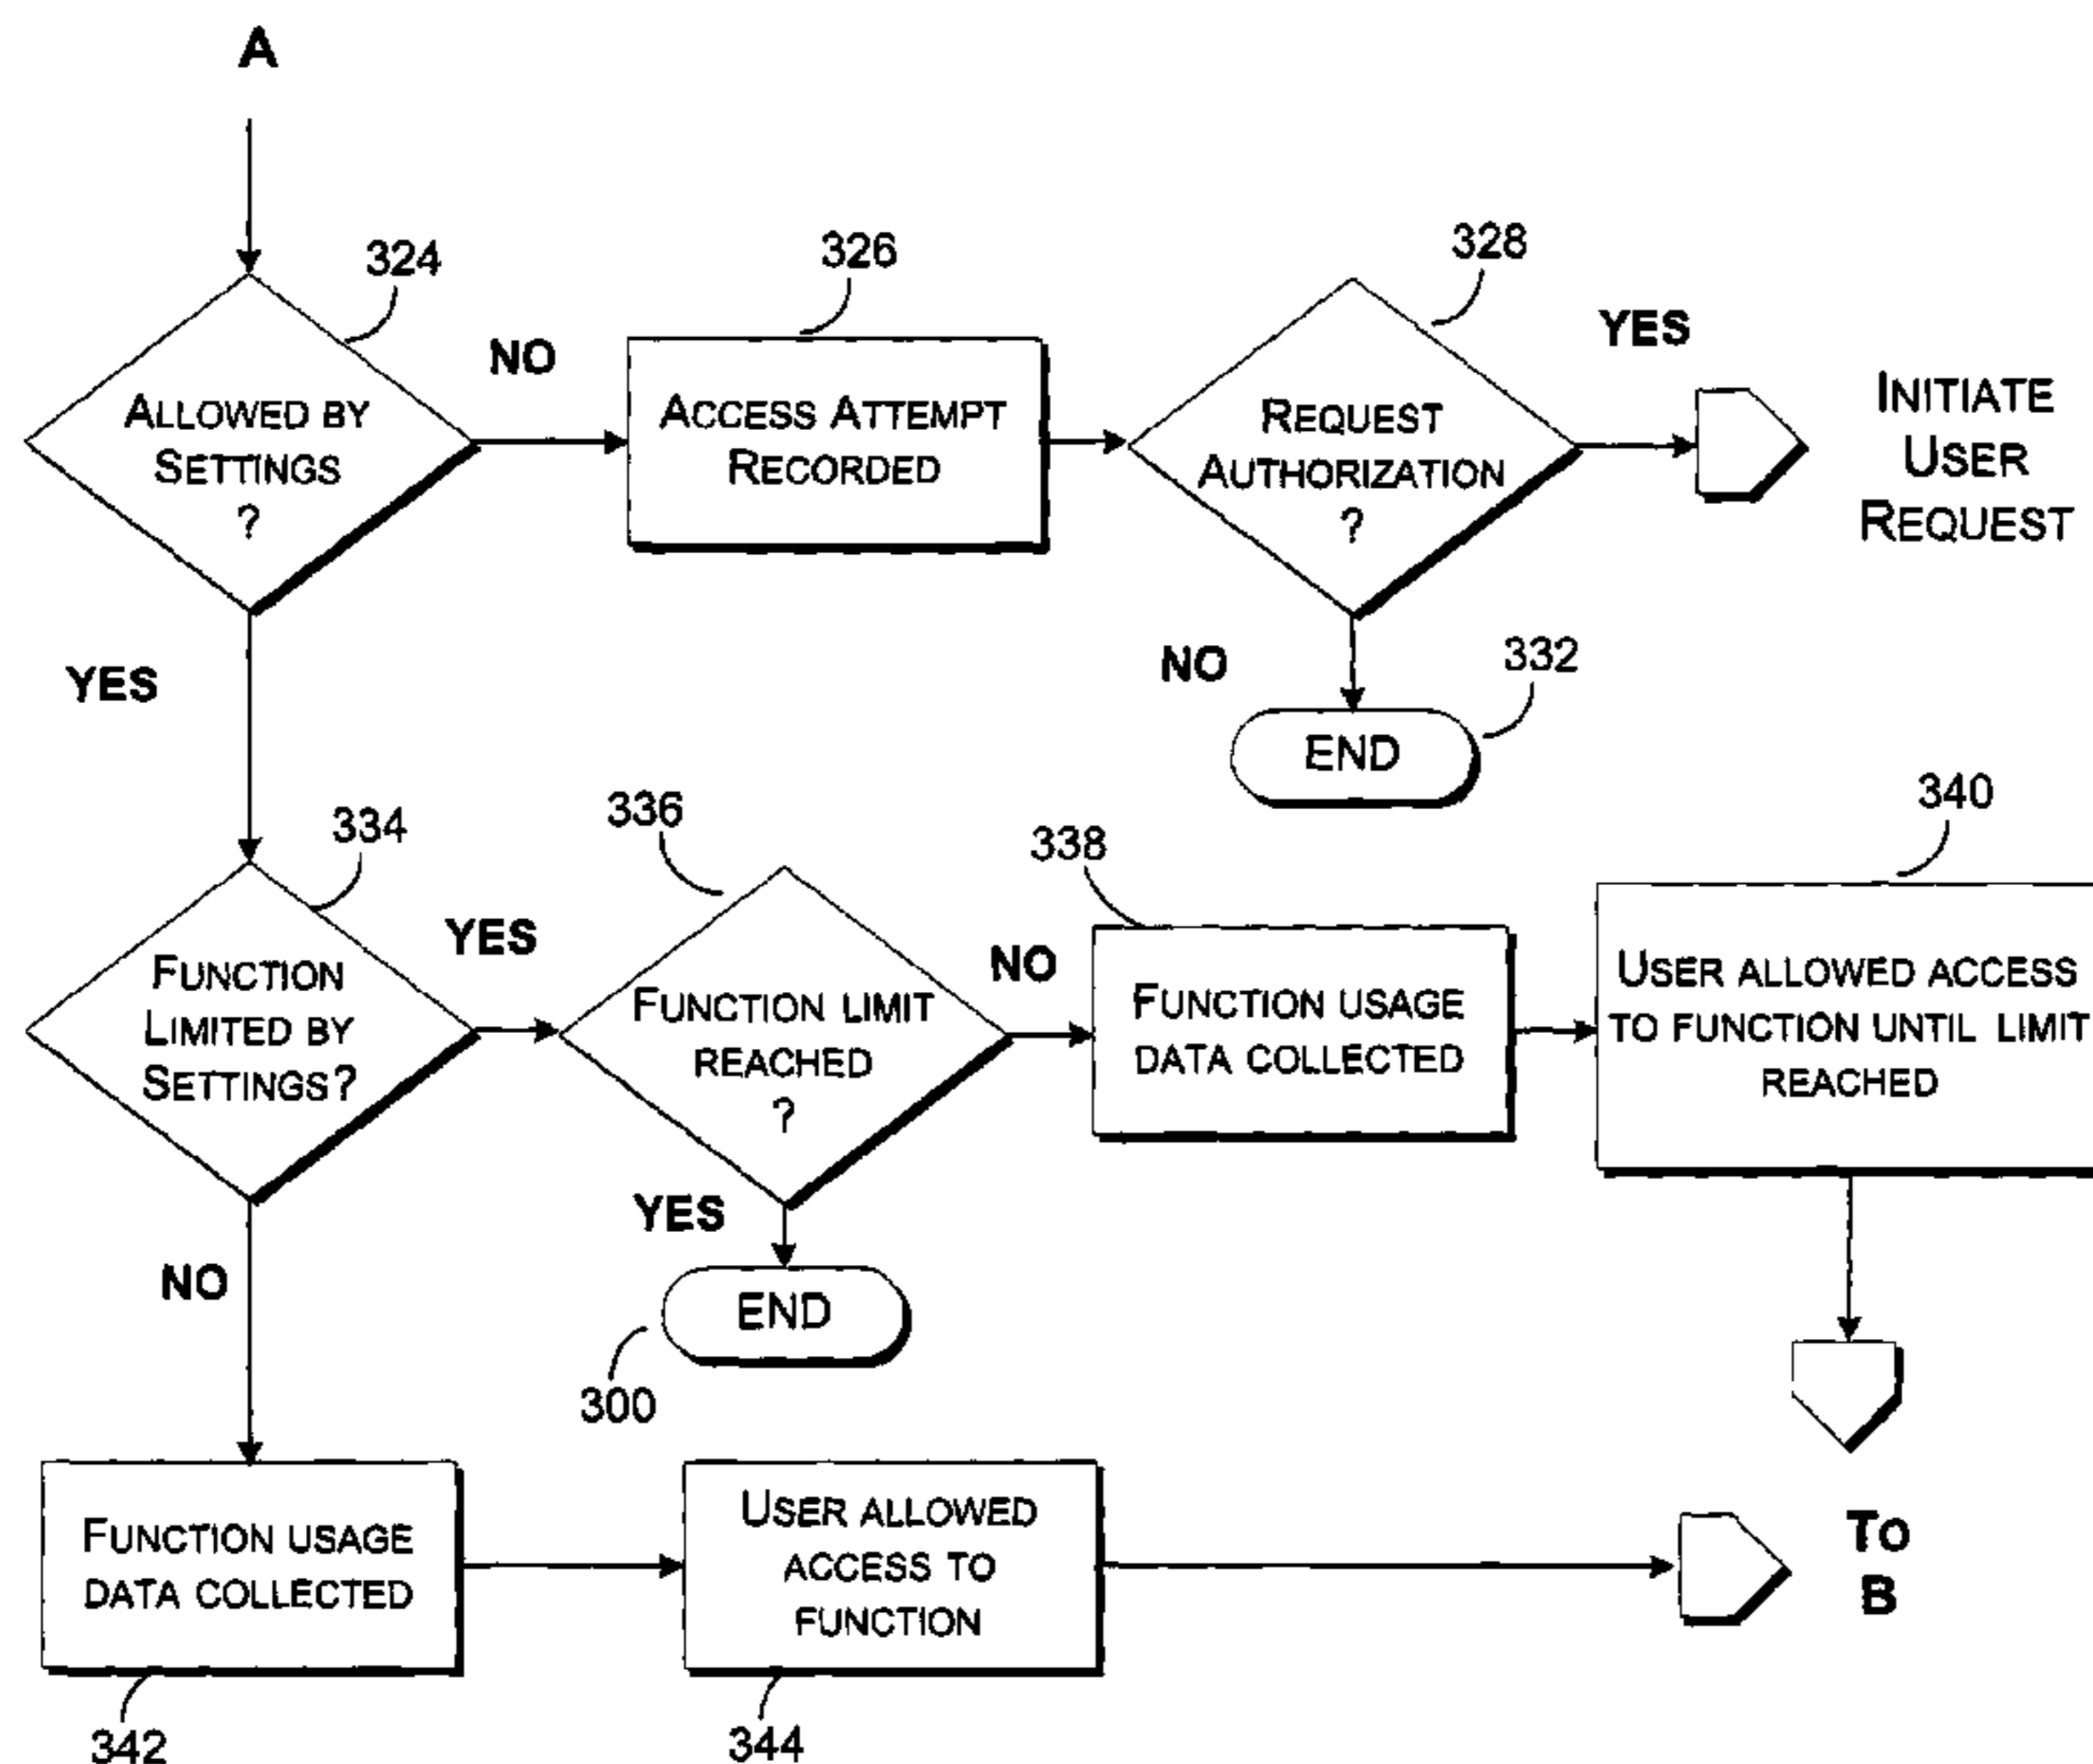 A
324
326
328
NO
YES
ALLOWED BY
SETTINGS
?
ACCESS ATTEMPT
RECORDED
REQUEST
AUTHORIZATION
?
INITIATE
USER
REQUEST
YES
NO
332
END
334
336
338
340
YES
NO
FUNCTION
LIMITED BY
SETTINGS?
FUNCTION LIMIT
REACHED
?
FUNCTION USAGE
DATA COLLECTED
USER ALLOWED ACCESS
TO FUNCTION UNTIL LIMIT
REACHED
NO
YES
END
300
FUNCTION USAGE
DATA COLLECTED
USER ALLOWED
ACCESS TO
FUNCTION
TO
B
342
344